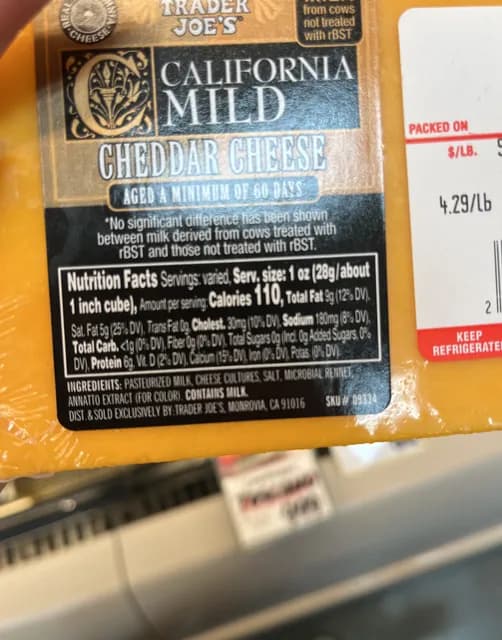 TRADER
JOE'S®
from cows
not treated
with rBST
CHEESE
CALIFORNIA
MILD
CHEDDAR CHEESE
AGED A MINIMUM OF 60 DAYS
*No significant difference has been shown
between milk derived from cows treated with
rBST and those not treated with rBST.
Nutrition Facts Servings: varied, Serv. size: 1 oz (28g/about
1 inch cube), Amount per serving: Calories 110, Total Fat 9g (12% DV),
Sat. Fat 5g (25% DV), Trans Fat 0g, Cholest. 30mg (10% DV), Sodium 180mg (8% DV),
Total Carb. <1g (0% DV), Fiber 0g (0% DV), Total Sugars 0g (Incl. 0g Added Sugars, 0%
DV), Protein 6g, Vit. D (2% DV), Calcium (15% DV), Iron (0% DV), Potas. (0% DV).
INGREDIENTS: PASTEURIZED MILK, CHEESE CULTURES, SALT, MICROBIAL RENNET,
ANNATTO EXTRACT (FOR COLOR). CONTAINS MILK.
DIST. & SOLD EXCLUSIVELY BY: TRADER JOE'S, MONROVIA, CA 91016 SKU# 09334
PACKED ON
$/LB.
4.29/Lb
2
KEEP
REFRIGERATE